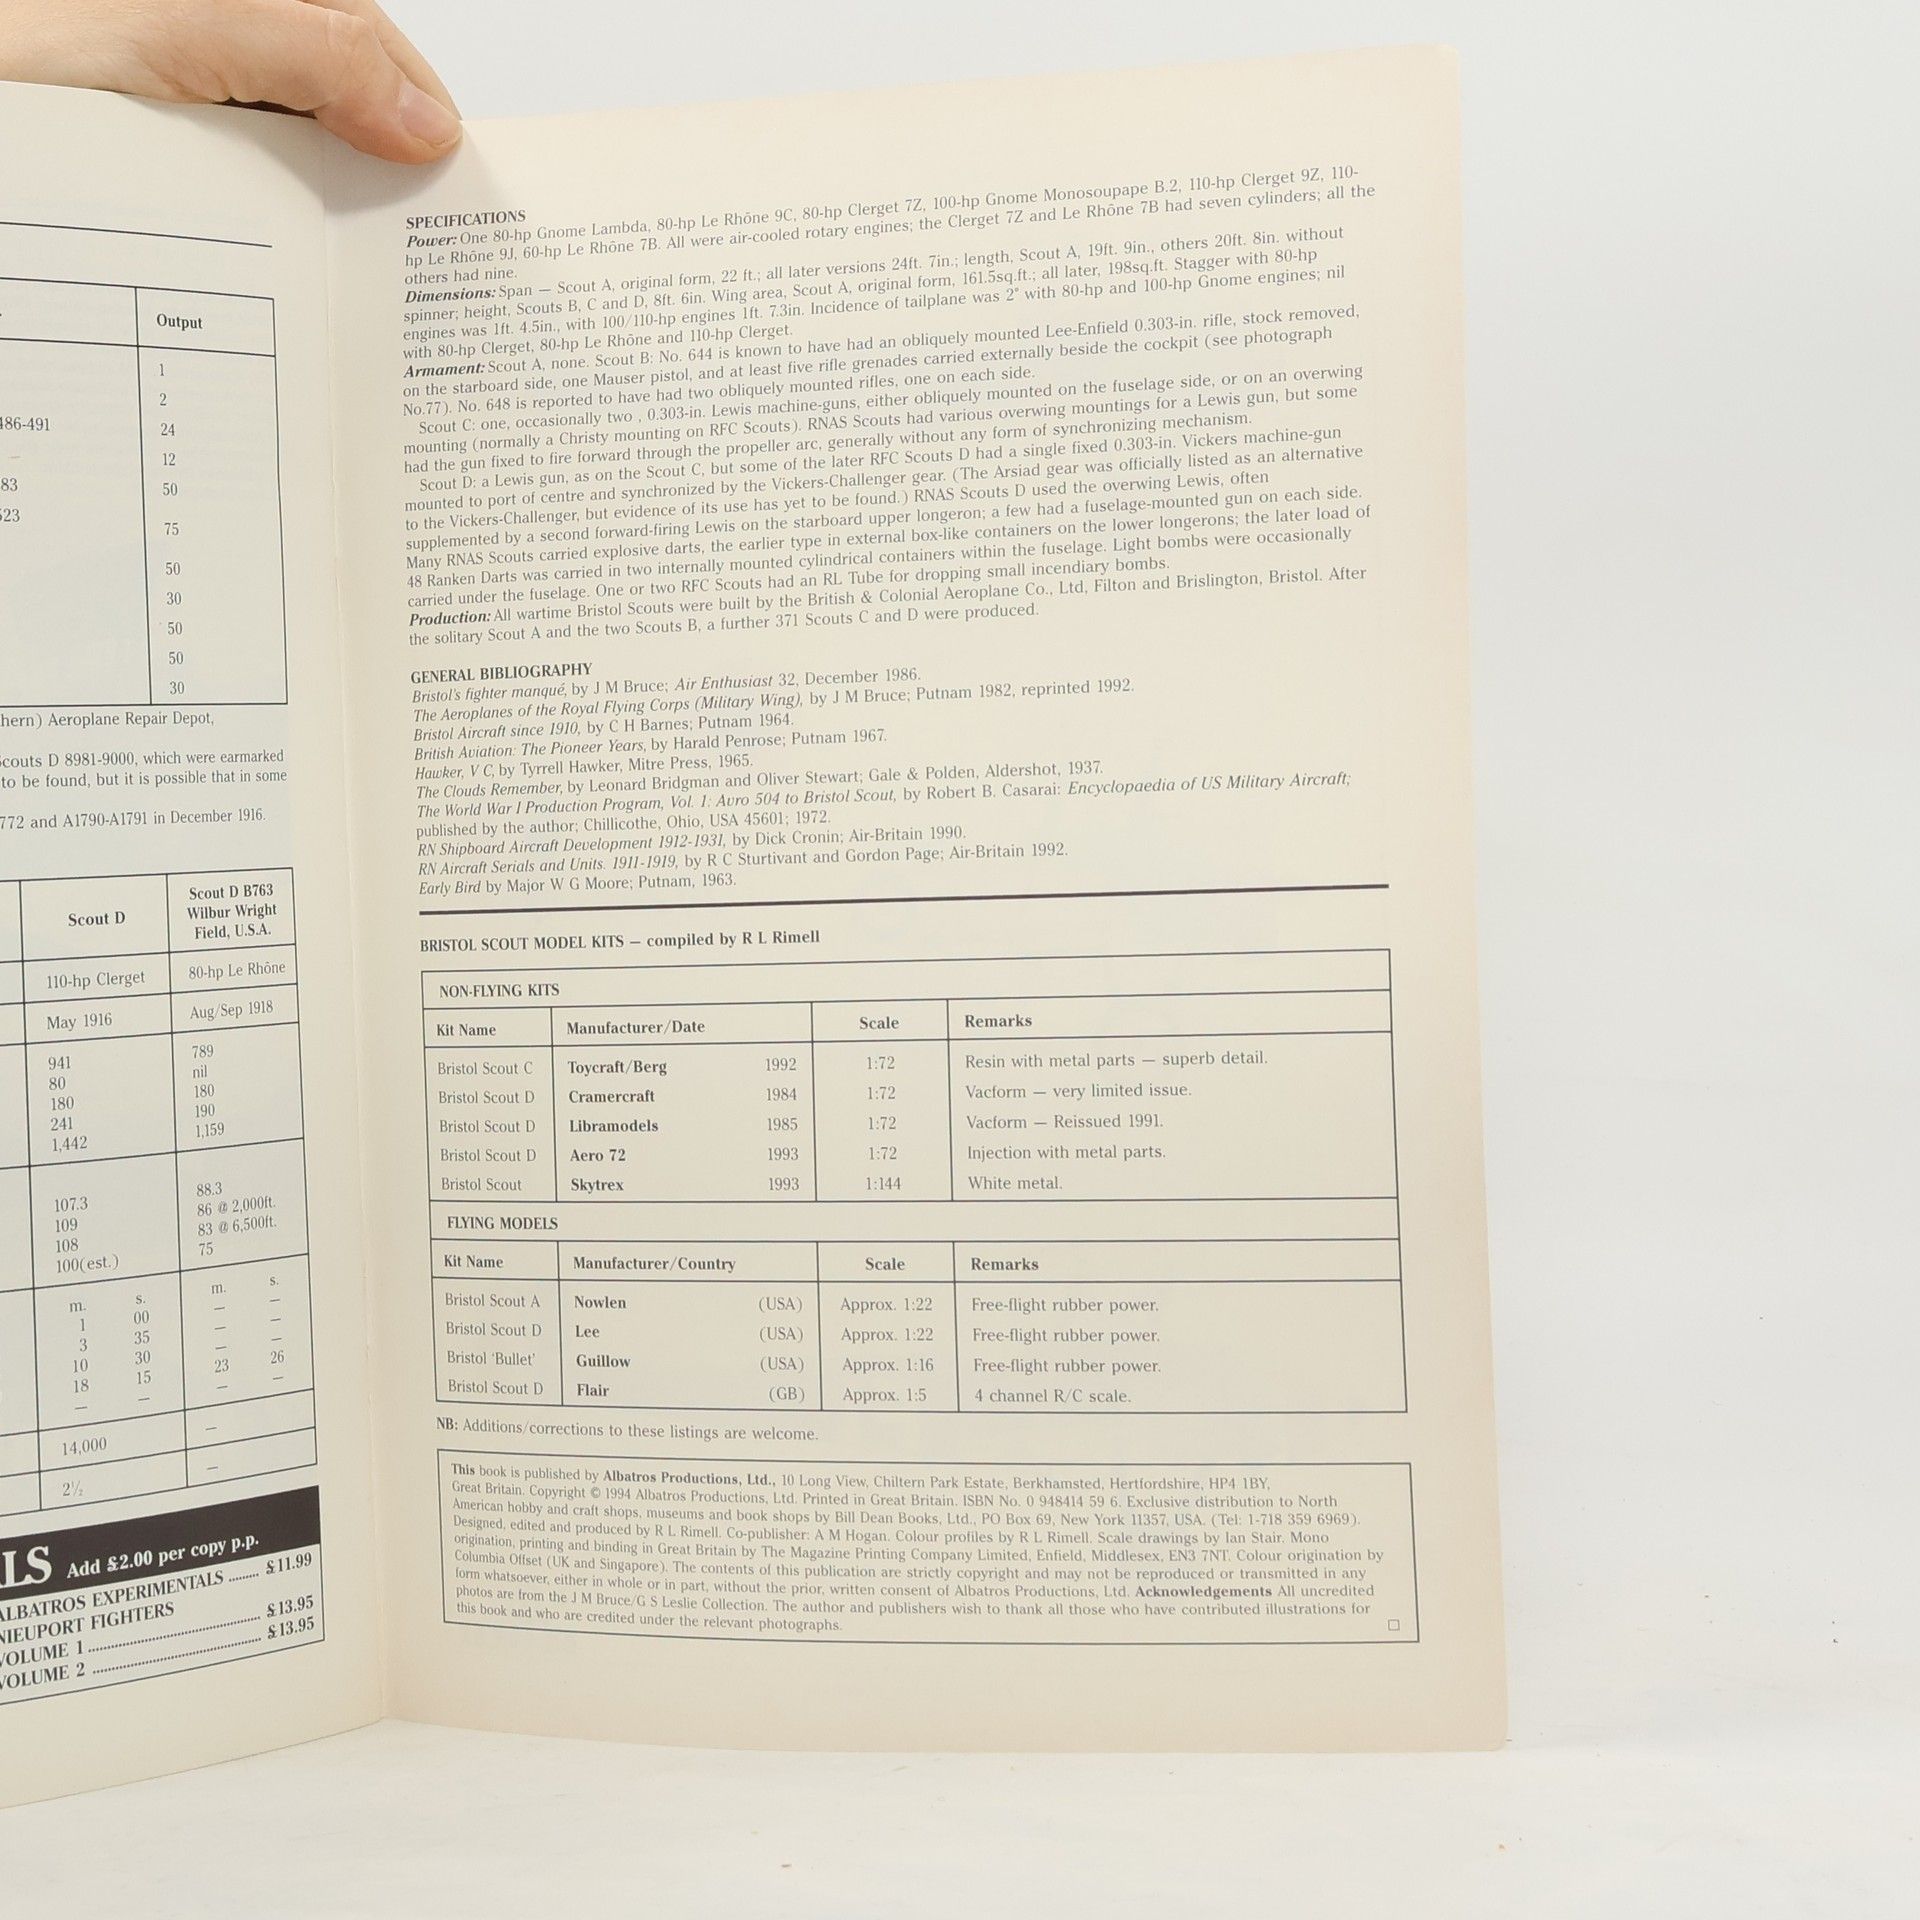 Output
1
2
486-491 24
12
83 50
523
75
50
30
50
50
30
hern) Aeroplane Repair Depot,
Scouts D 8981-9000, which were earmarked
to be found, but it is possible that in some
772 and A1790-A1791 in December 1916.
Scout D Scout D B763
Wilbur Wright
Field, U.S.A.
110-hp Clerget 80-hp Le Rhône
May 1916 Aug/Sep 1918
941 789
80 nil
180 180
241 190
1,442 1,159
107.3 88.3
109 86 @ 2,000ft.
108 83 @ 6,500ft.
100(est.) 75
m. s. m. s.
1 00 — —
3 35 — —
10 30 — —
18 15 23 26
— — — —
14,000 —
2½ —
LS Add £2.00 per copy p.p.
ALBATROS EXPERIMENTALS ......... £11.99
NIEUPORT FIGHTERS
VOLUME 1 ........................................ £13.95
VOLUME 2 ........................................ £13.95
SPECIFICATIONS
Power: One 80-hp Gnome Lambda, 80-hp Le Rhône 9C, 80-hp Clerget 7Z, 100-hp Gnome Monosoupape B.2, 110-hp Clerget 9Z, 110-
hp Le Rhône 9J, 60-hp Le Rhône 7B. All were air-cooled rotary engines; the Clerget 7Z and Le Rhône 7B had seven cylinders; all the
others had nine.
Dimensions: Span — Scout A, original form, 22 ft.; all later versions 24ft. 7in.; length, Scout A, 19ft. 9in., others 20ft. 8in. without
spinner; height, Scouts B, C and D, 8ft. 6in. Wing area, Scout A, original form, 161.5sq.ft.; all later, 198sq.ft. Stagger with 80-hp
engines was 1ft. 4.5in., with 100/110-hp engines 1ft. 7.3in. Incidence of tailplane was 2° with 80-hp and 100-hp Gnome engines; nil
with 80-hp Clerget, 80-hp Le Rhône and 110-hp Clerget.
Armament: Scout A, none. Scout B: No. 644 is known to have had an obliquely mounted Lee-Enfield 0.303-in. rifle, stock removed,
on the starboard side, one Mauser pistol, and at least five rifle grenades carried externally beside the cockpit (see photograph
No.77). No. 648 is reported to have had two obliquely mounted rifles, one on each side.
Scout C: one, occasionally two , 0.303-in. Lewis machine-guns, either obliquely mounted on the fuselage side, or on an overwing
mounting (normally a Christy mounting on RFC Scouts). RNAS Scouts had various overwing mountings for a Lewis gun, but some
had the gun fixed to fire forward through the propeller arc, generally without any form of synchronizing mechanism.
Scout D: a Lewis gun, as on the Scout C, but some of the later RFC Scouts D had a single fixed 0.303-in. Vickers machine-gun
mounted to port of centre and synchronized by the Vickers-Challenger gear. (The Arsiad gear was officially listed as an alternative
to the Vickers-Challenger, but evidence of its use has yet to be found.) RNAS Scouts D used the overwing Lewis, often
supplemented by a second forward-firing Lewis on the starboard upper longeron; a few had a fuselage-mounted gun on each side.
Many RNAS Scouts carried explosive darts, the earlier type in external box-like containers on the lower longerons; the later load of
48 Ranken Darts was carried in two internally mounted cylindrical containers within the fuselage. Light bombs were occasionally
carried under the fuselage. One or two RFC Scouts had an RL Tube for dropping small incendiary bombs.
Production: All wartime Bristol Scouts were built by the British & Colonial Aeroplane Co., Ltd, Filton and Brislington, Bristol. After
the solitary Scout A and the two Scouts B, a further 371 Scouts C and D were produced.
GENERAL BIBLIOGRAPHY
Bristol's fighter manqué, by J M Bruce; Air Enthusiast 32, December 1986.
The Aeroplanes of the Royal Flying Corps (Military Wing), by J M Bruce; Putnam 1982, reprinted 1992.
Bristol Aircraft since 1910, by C H Barnes; Putnam 1964.
British Aviation: The Pioneer Years, by Harald Penrose; Putnam 1967.
Hawker, V C, by Tyrrell Hawker, Mitre Press, 1965.
The Clouds Remember, by Leonard Bridgman and Oliver Stewart; Gale & Polden, Aldershot, 1937.
The World War I Production Program, Vol. 1: Avro 504 to Bristol Scout, by Robert B. Casarai: Encyclopaedia of US Military Aircraft;
published by the author; Chillicothe, Ohio, USA 45601; 1972.
RN Shipboard Aircraft Development 1912-1931, by Dick Cronin; Air-Britain 1990.
RN Aircraft Serials and Units. 1911-1919, by R C Sturtivant and Gordon Page; Air-Britain 1992.
Early Bird by Major W G Moore; Putnam, 1963.
BRISTOL SCOUT MODEL KITS — compiled by R L Rimell
NON-FLYING KITS
Kit Name Manufacturer/Date Scale Remarks
Bristol Scout C Toycraft/Berg 1992 1:72 Resin with metal parts — superb detail.
Bristol Scout D Cramercraft 1984 1:72 Vacform — very limited issue.
Bristol Scout D Libramodels 1985 1:72 Vacform — Reissued 1991.
Bristol Scout D Aero 72 1993 1:72 Injection with metal parts.
Bristol Scout Skytrex 1993 1:144 White metal.
FLYING MODELS
Kit Name Manufacturer/Country Scale Remarks
Bristol Scout A Nowlen (USA) Approx. 1:22 Free-flight rubber power.
Bristol Scout D Lee (USA) Approx. 1:22 Free-flight rubber power.
Bristol 'Bullet' Guillow (USA) Approx. 1:16 Free-flight rubber power.
Bristol Scout D Flair (GB) Approx. 1:5 4 channel R/C scale.
NB: Additions/corrections to these listings are welcome.
This book is published by Albatros Productions, Ltd., 10 Long View, Chiltern Park Estate, Berkhamsted, Hertfordshire, HP4 1BY,
Great Britain. Copyright © 1994 Albatros Productions, Ltd. Printed in Great Britain. ISBN No. 0 948414 59 6. Exclusive distribution to North
American hobby and craft shops, museums and book shops by Bill Dean Books, Ltd., PO Box 69, New York 11357, USA. (Tel: 1-718 359 6969).
Designed, edited and produced by R L Rimell. Co-publisher: A M Hogan. Colour profiles by R L Rimell. Scale drawings by Ian Stair. Mono
origination, printing and binding in Great Britain by The Magazine Printing Company Limited, Enfield, Middlesex, EN3 7NT. Colour origination by
Columbia Offset (UK and Singapore). The contents of this publication are strictly copyright and may not be reproduced or transmitted in any
form whatsoever, either in whole or in part, without the prior, written consent of Albatros Productions, Ltd. Acknowledgements All uncredited
photos are from the J M Bruce/G S Leslie Collection. The author and publishers wish to thank all those who have contributed illustrations for
this book and who are credited under the relevant photographs.